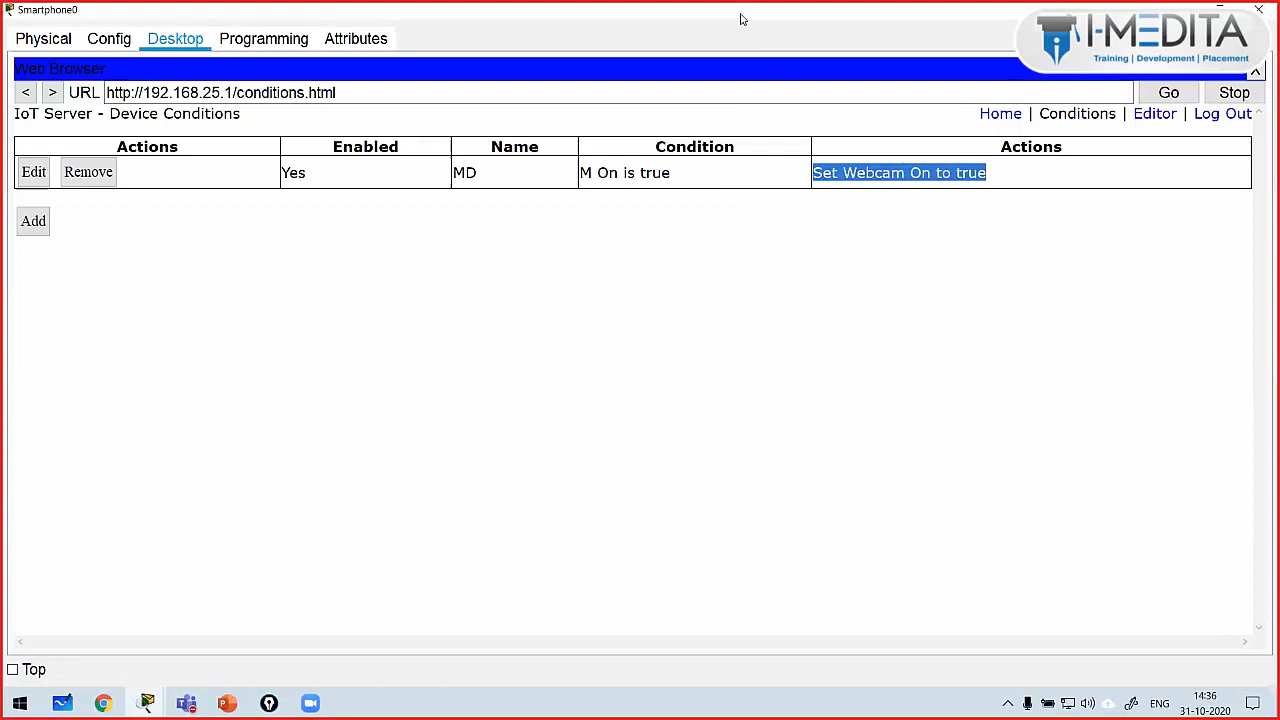 Smartphone0
Physical Config Desktop Programming Attributes
I-MEDITA
Training | Development | Placement
Web Browser X
< > URL http://192.168.25.1/conditions.html Go Stop
IoT Server - Device Conditions Home | Conditions | Editor | Log Out
Actions Enabled Name Condition Actions
Edit Remove Yes MD M On is true Set Webcam On to true
Add
Top
ENG
14:36
31-10-2020